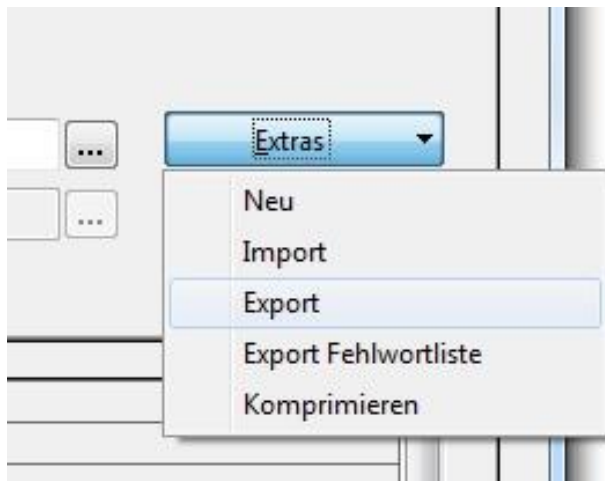 ...
Extras
...
Neu
Import
Export
Export Fehlwortliste
Komprimieren